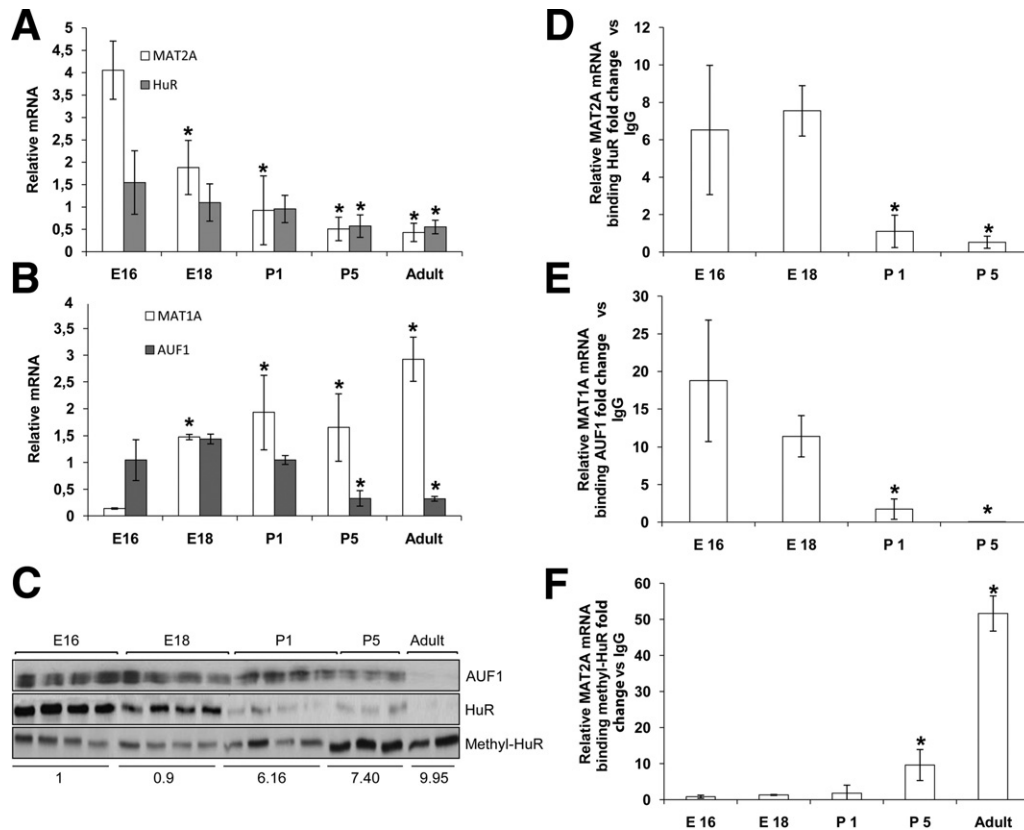 A
Relative mRNA
5
4,5
4
3,5
3
2,5
2
1,5
1
0,5
0
MAT2A
HuR
*
*
* *
* *
E16 E18 P1 P5 Adult
B
Relative mRNA
4
3,5
3
2,5
2
1,5
1
0,5
0
MAT1A
AUF1
*
*
*
*
*
*
E16 E18 P1 P5 Adult
C
E16 E18 P1 P5 Adult
AUF1
HuR
Methyl-HuR
1 0.9 6.16 7.40 9.95
D
Relative MAT2A mRNA vs
binding HuR fold change
IgG
12
10
8
6
4
2
0
*
*
E 16 E 18 P 1 P 5
E
Relative MAT1A mRNA vs
binding AUF1 fold change
IgG
30
25
20
15
10
5
0
*
*
E 16 E 18 P 1 P 5
F
Relative MAT2A mRNA
binding methyl-HuR fold
change vs IgG
60
50
40
30
20
10
0
*
*
E 16 E 18 P 1 P 5 Adult